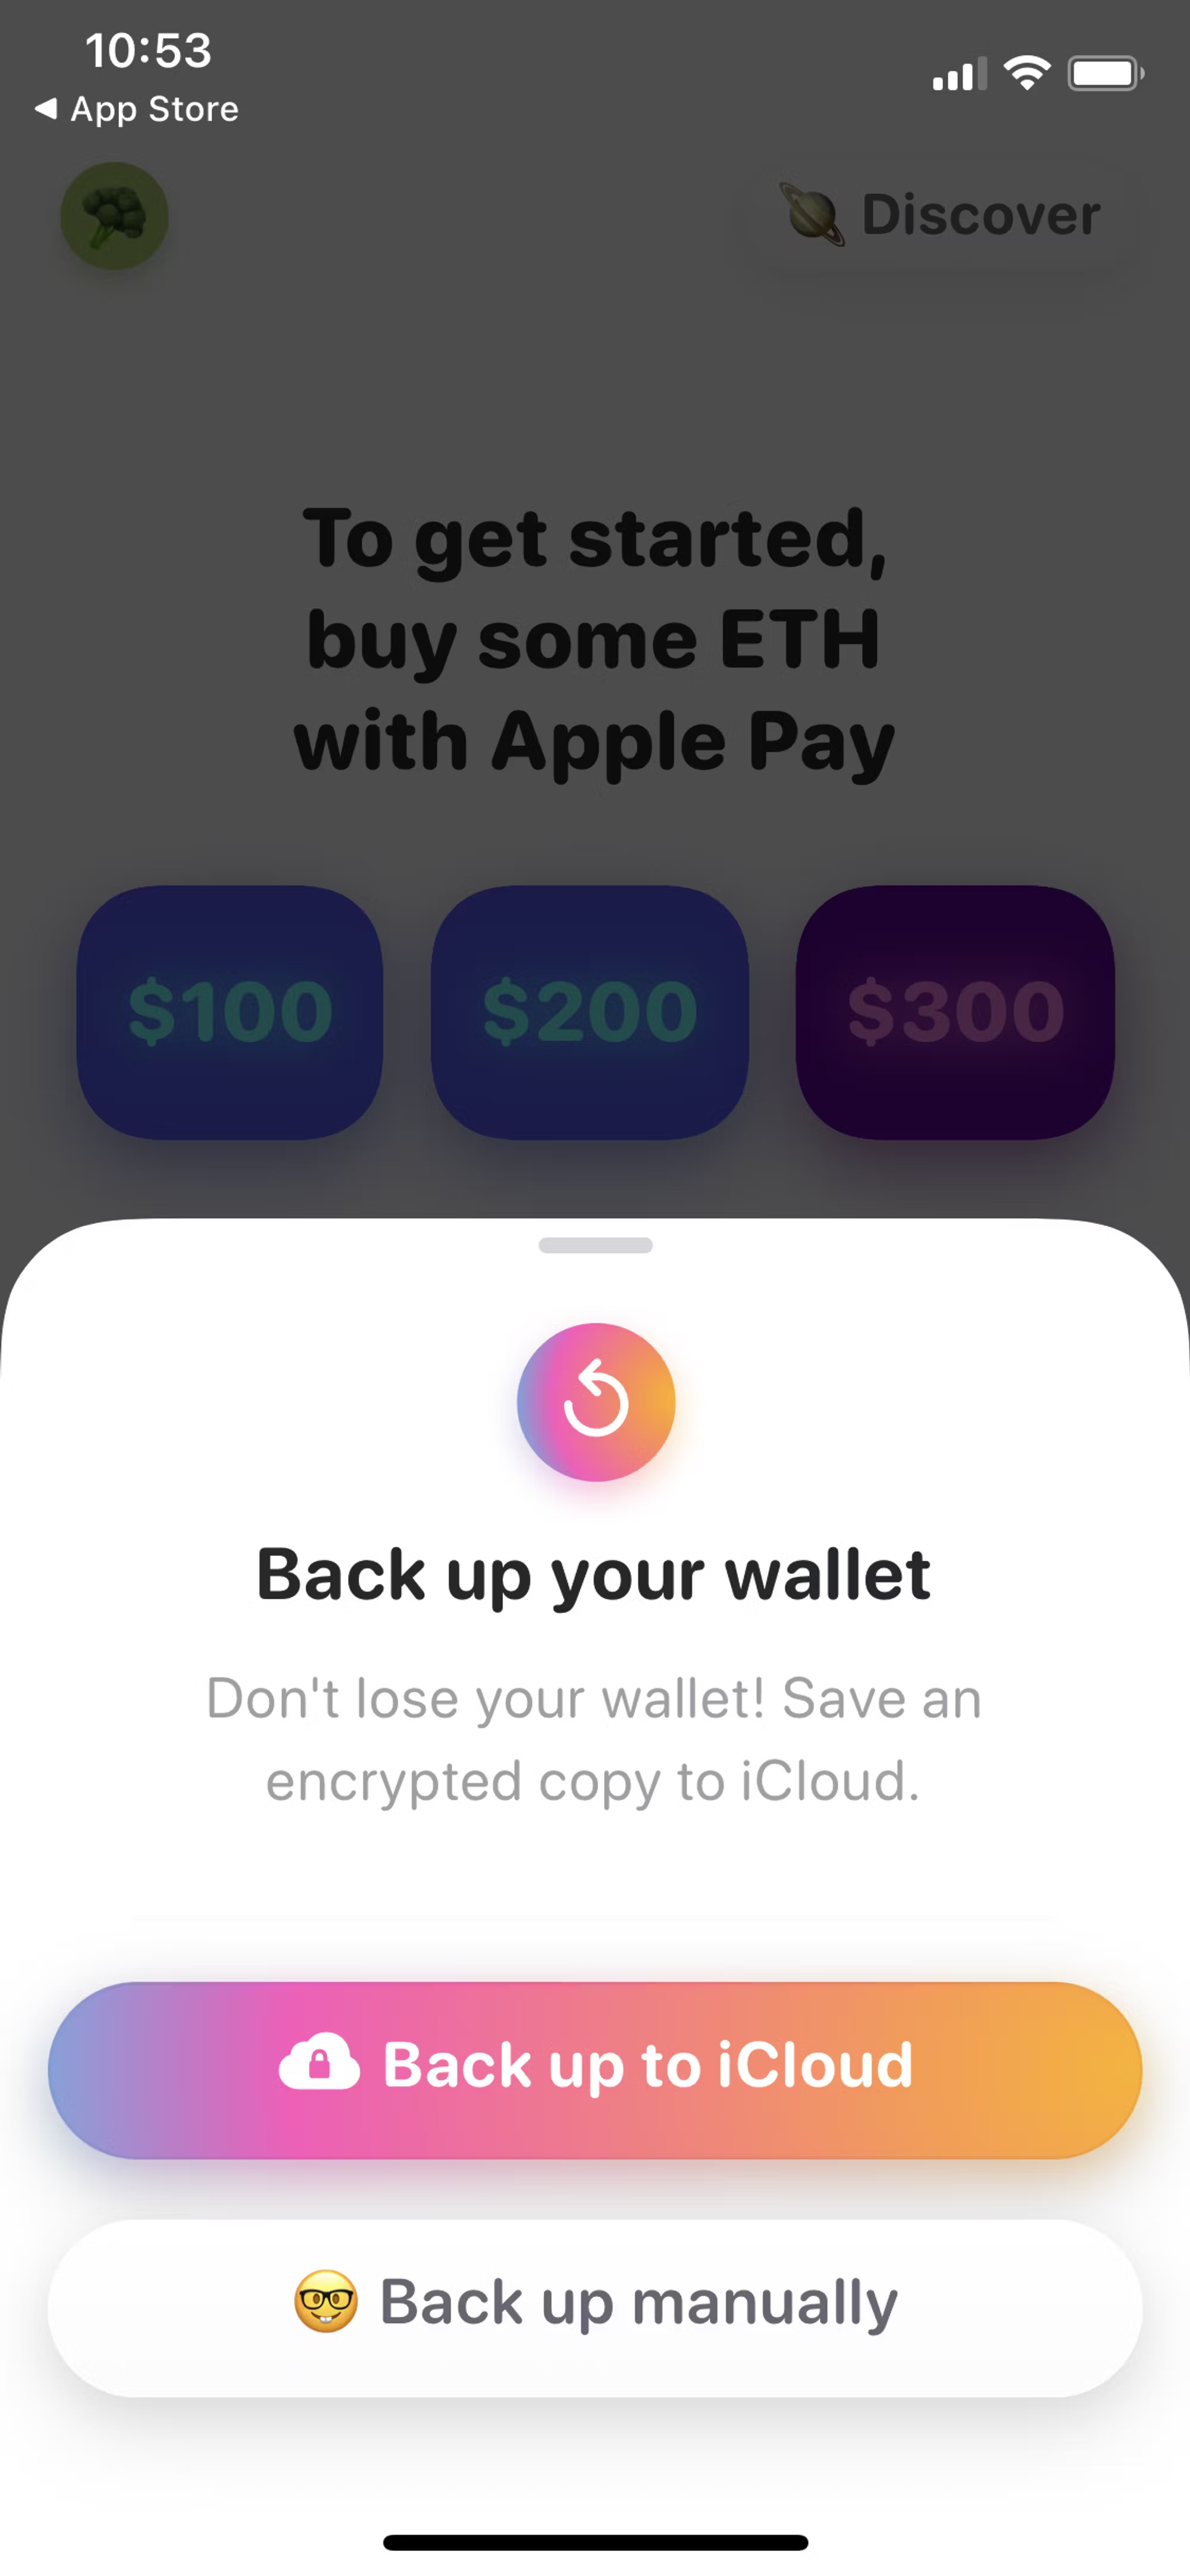 10:53
App Store
Discover
To get started,
buy some ETH
with Apple Pay
$100
$200
$300
Back up your wallet
Don't lose your wallet! Save an
encrypted copy to iCloud.
Back up to iCloud
Back up manually